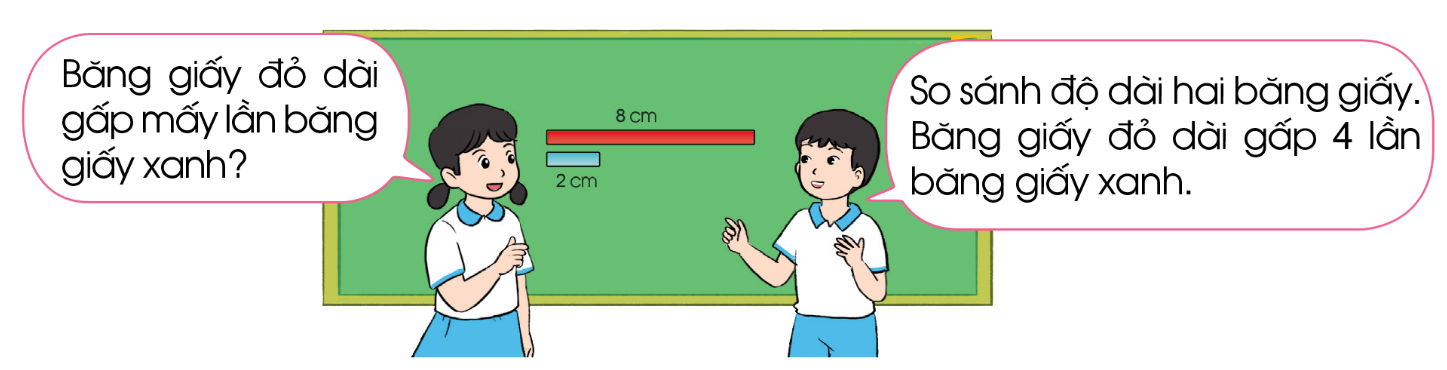 Băng giấy đỏ dài
gấp mấy lần băng
giấy xanh?
8 cm
2 cm
So sánh độ dài hai băng giấy.
Băng giấy đỏ dài gấp 4 lần
băng giấy xanh.